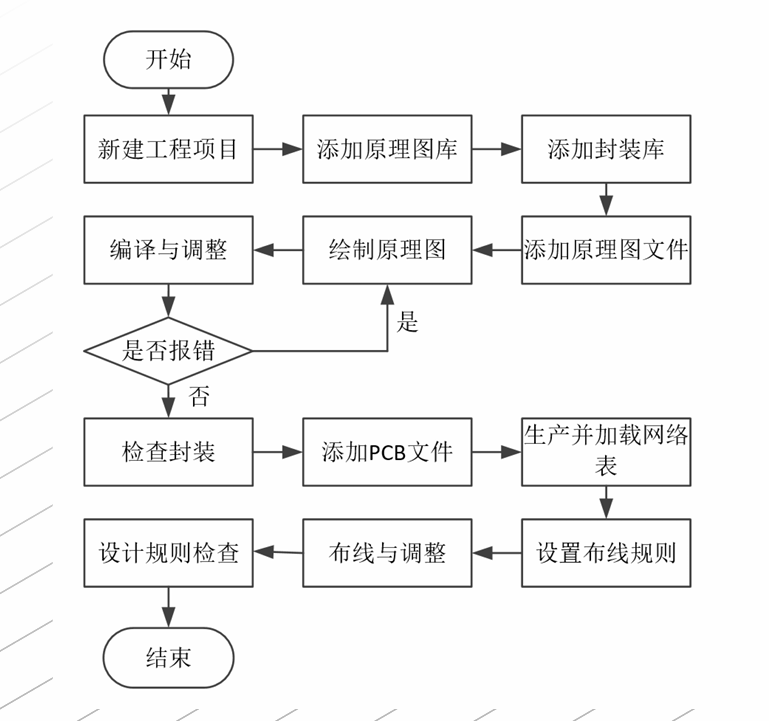 开始
新建工程项目
添加原理图库
添加封装库
编译与调整
绘制原理图
添加原理图文件
是
是否报错
否
检查封装
添加PCB文件
生产并加载网络
表
设计规则检查
布线与调整
设置布线规则
结束